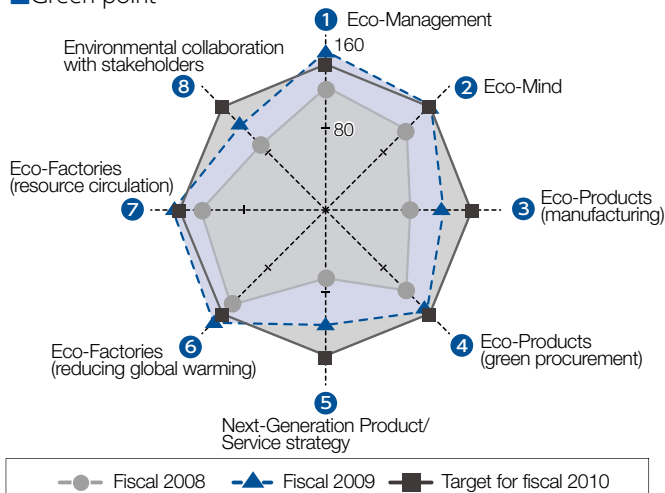 Green point
1 Eco-Management
160
Environmental collaboration
with stakeholders
8
2 Eco-Mind
80
Eco-Factories
(resource circulation)
7
3 Eco-Products
(manufacturing)
Eco-Factories
(reducing global warming)
6
4 Eco-Products
(green procurement)
5
Next-Generation Product/
Service strategy
Fiscal 2008 Fiscal 2009 Target for fiscal 2010